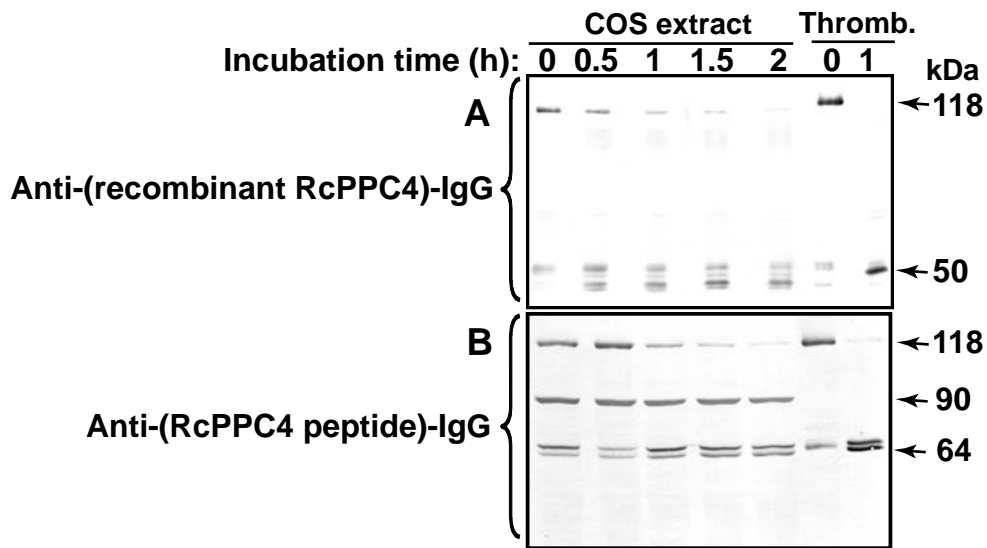 COS extract Thromb.
Incubation time (h): 0 0.5 1 1.5 2 0 1 kDa
A
118
Anti-(recombinant RcPPC4)-IgG
50
B
118
90
Anti-(RcPPC4 peptide)-IgG
64